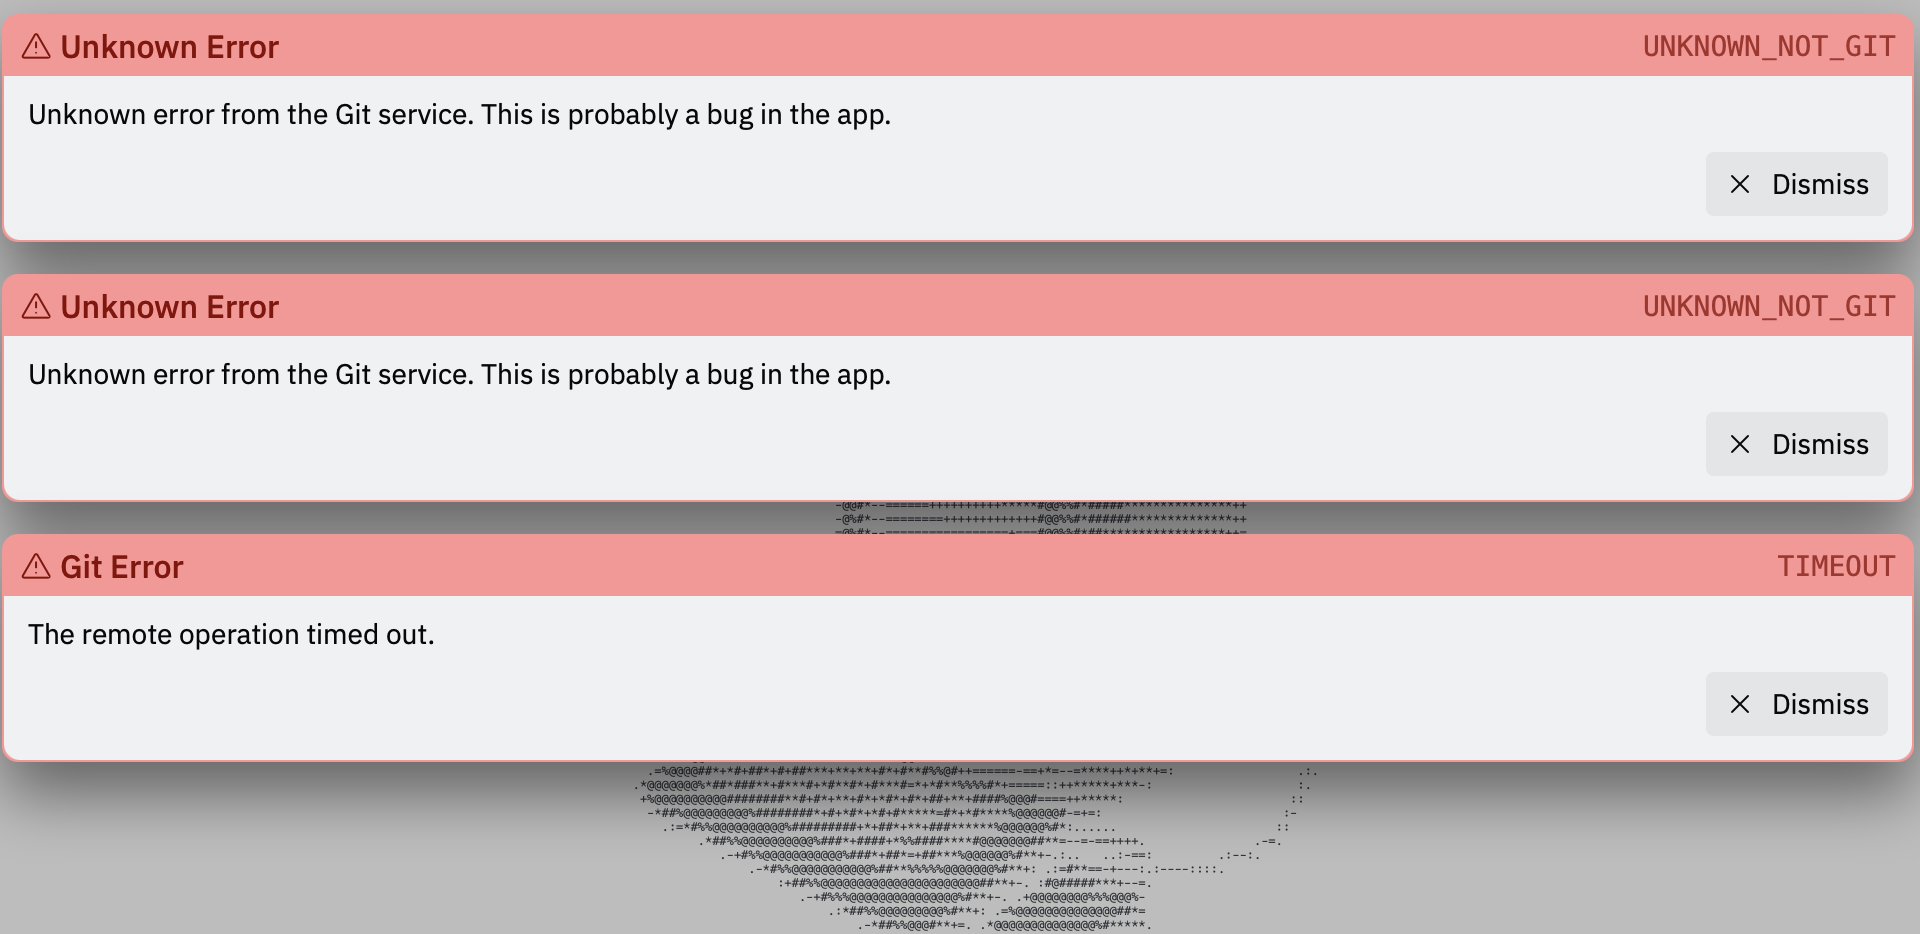 Unknown Error UNKNOWN_NOT_GIT
Unknown error from the Git service. This is probably a bug in the app.
Dismiss
Unknown Error UNKNOWN_NOT_GIT
Unknown error from the Git service. This is probably a bug in the app.
Dismiss
Git Error TIMEOUT
The remote operation timed out.
Dismiss